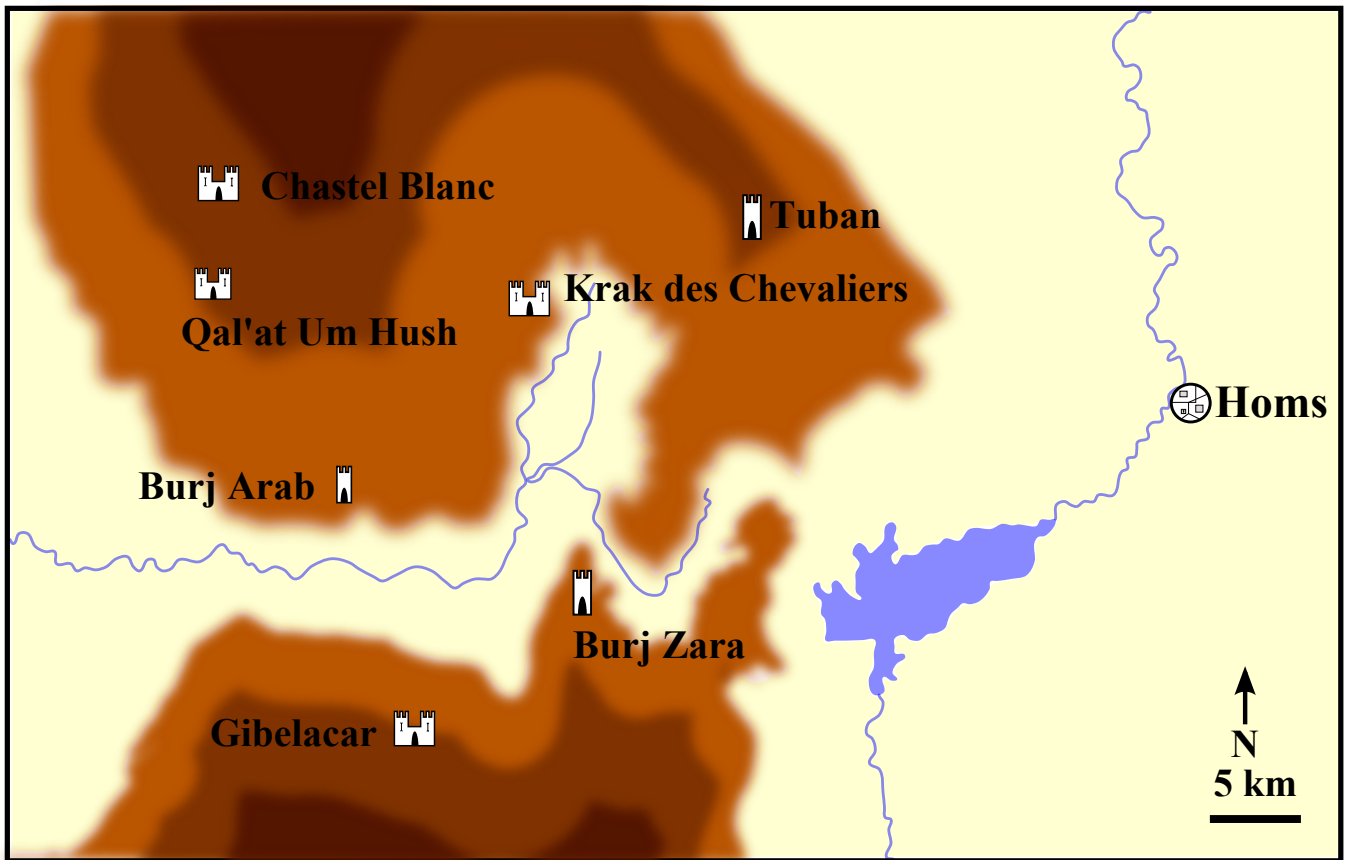 Chastel Blanc
Tuban
Krak des Chevaliers
Qal'at Um Hush
Homs
Burj Arab
Burj Zara
Gibelacar
N
5 km